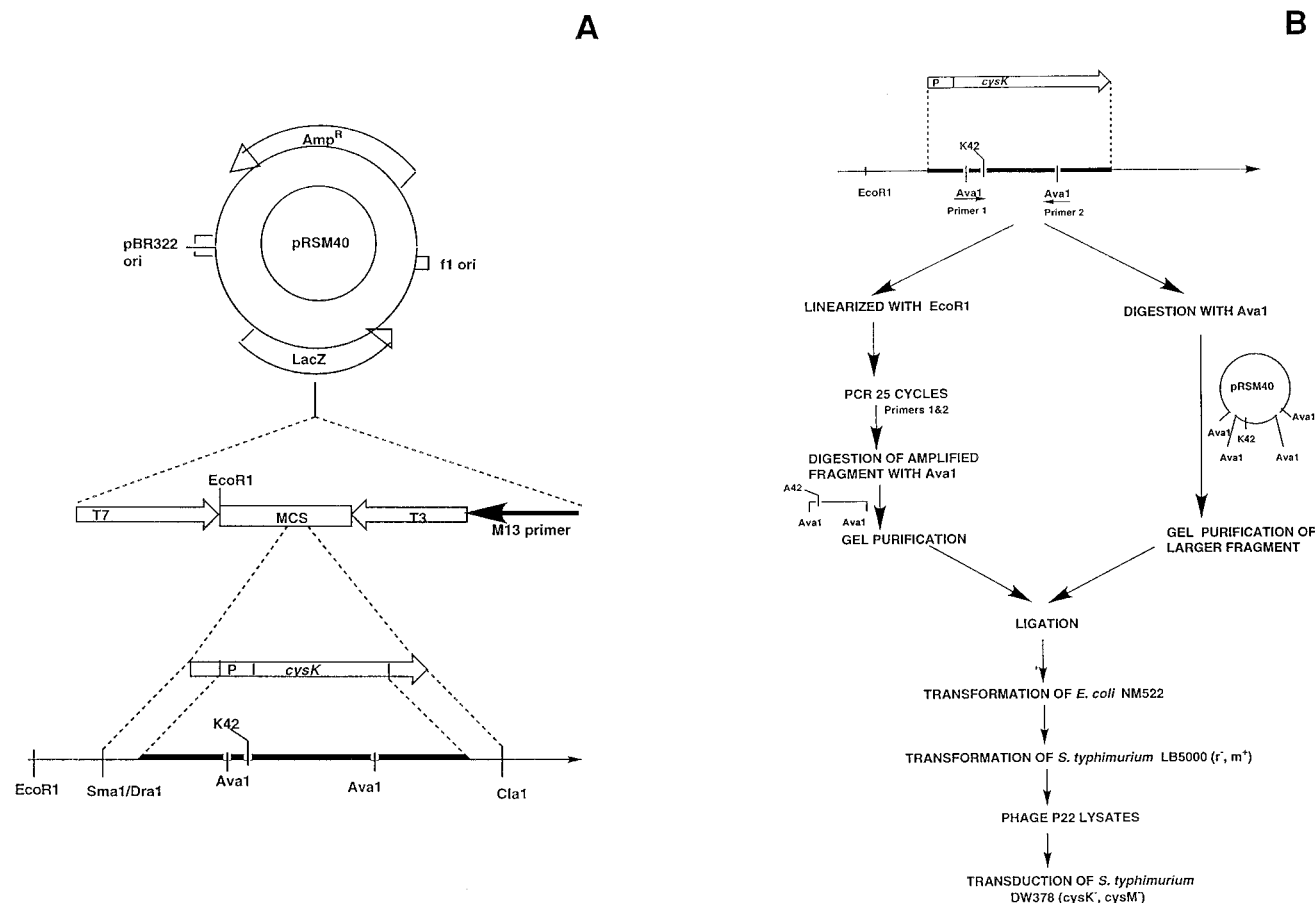 A
Amp^R
pRSM40
pBR322
ori
f1 ori
LacZ
EcoR1
T7
MCS
T3
M13 primer
P
cysK
K42
EcoR1
Sma1/Dra1
Ava1
Ava1
Cla1
B
P
cysK
K42
EcoR1
Ava1
Primer 1
Ava1
Primer 2
LINEARIZED WITH EcoR1
DIGESTION WITH Ava1
PCR 25 CYCLES
Primers 1&2
pRSM40
Ava1
K42
Ava1
Ava1
Ava1
DIGESTION OF AMPLIFIED
FRAGMENT WITH Ava1
A42
Ava1
Ava1
GEL PURIFICATION
GEL PURIFICATION OF
LARGER FRAGMENT
LIGATION
TRANSFORMATION OF E. coli NM522
TRANSFORMATION OF S. typhimurium LB5000 (r⁻, m⁺)
PHAGE P22 LYSATES
TRANSDUCTION OF S. typhimurium
DW378 (cysK⁻, cysM⁻)